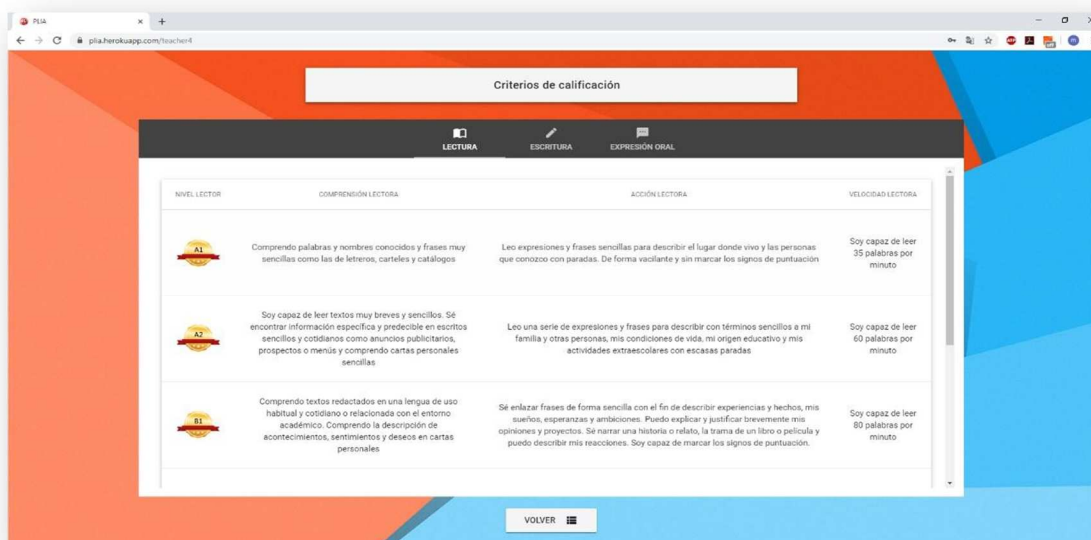 PLIA
plia.herokuapp.com/teacher4
Criterios de calificación
LECTURA
ESCRITURA
EXPRESIÓN ORAL
NIVEL LECTOR
COMPRENSIÓN LECTORA
ACCIÓN LECTORA
VELOCIDAD LECTORA
A1
Comprendo palabras y nombres conocidos y frases muy
sencillas como las de letreros, carteles y catálogos
Leo expresiones y frases sencillas para describir el lugar donde vivo y las personas
que conozco con paradas. De forma vacilante y sin marcar los signos de puntuación
Soy capaz de leer
35 palabras por
minuto
A2
Soy capaz de leer textos muy breves y sencillos. Sé
encontrar información específica y predecible en escritos
sencillos y cotidianos como anuncios publicitarios,
prospectos o menús y comprendo cartas personales
sencillas
Leo una serie de expresiones y frases para describir con términos sencillos a mi
familia y otras personas, mis condiciones de vida, mi origen educativo y mis
actividades extraescolares con escasas paradas
Soy capaz de leer
60 palabras por
minuto
B1
Comprendo textos redactados en una lengua de uso
habitual y cotidiano o relacionada con el entorno
académico. Comprendo la descripción de
acontecimientos, sentimientos y deseos en cartas
personales
Sé enlazar frases de forma sencilla con el fin de describir experiencias y hechos, mis
sueños, esperanzas y ambiciones. Puedo explicar y justificar brevemente mis
opiniones y proyectos. Sé narrar una historia o relato, la trama de un libro o película y
puedo describir mis reacciones. Soy capaz de marcar los signos de puntuación.
Soy capaz de leer
80 palabras por
minuto
VOLVER